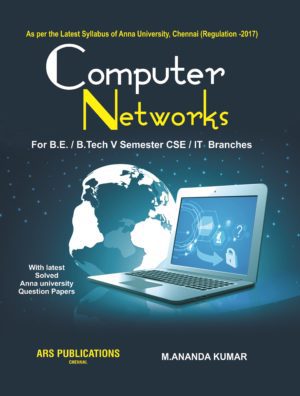 As per the Latest Syllabus of Anna University, Chennai (Regulation -2017)
Computer
Networks
For B.E. / B.Tech V Semester CSE / IT Branches
With latest
Solved
Anna university
Question Papers
ARS PUBLICATIONS
CHENNAI
M.ANANDA KUMAR